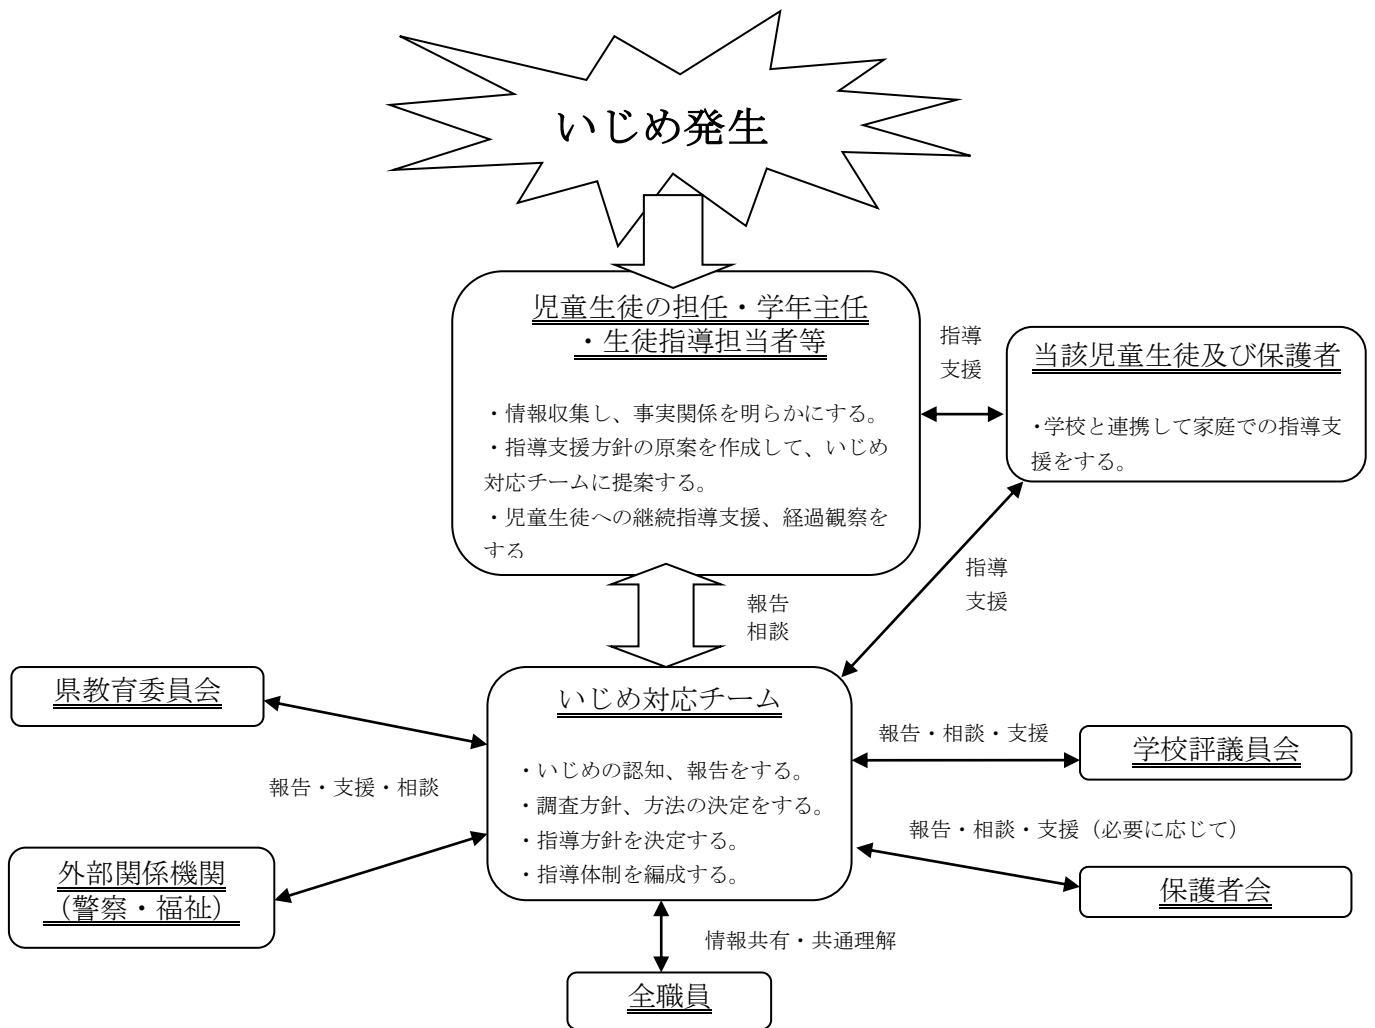 いじめ発生
児童生徒の担任・学年主任
・生徒指導担当者等
・情報収集し、事実関係を明らかにする。
・指導支援方針の原案を作成して、いじめ
対応チームに提案する。
・児童生徒への継続指導支援、経過観察を
する
指導
支援
当該児童生徒及び保護者
・学校と連携して家庭での指導支
援をする。
指導
支援
報告
相談
県教育委員会
いじめ対応チーム
・いじめの認知、報告をする。
・調査方針、方法の決定をする。
・指導方針を決定する。
・指導体制を編成する。
報告・支援・相談
外部関係機関
（警察・福祉）
報告・相談・支援
学校評議員会
報告・相談・支援（必要に応じて）
保護者会
情報共有・共通理解
全職員